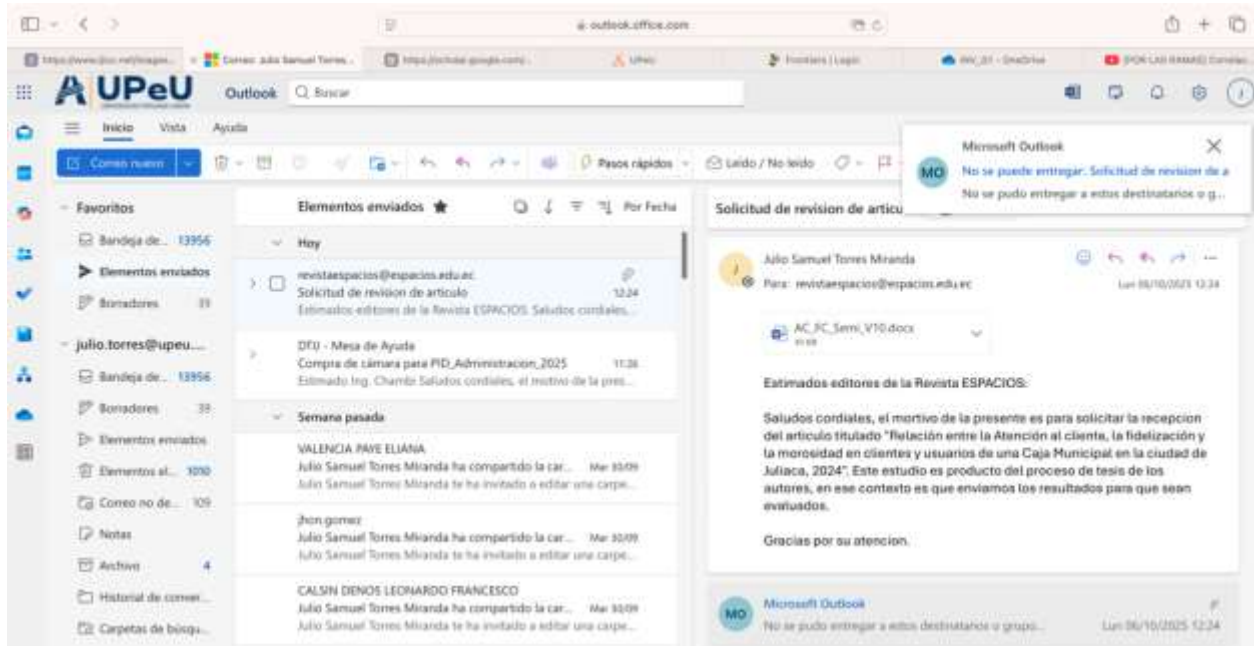 outlook.office.com
Correo: Julio Samuel Torres...
UPeU
Frontiers | Login
UPeU
Outlook
Buscar
Inicio Vista Ayuda
Correo nuevo
Pasos rápidos
Leído / No leído
Microsoft Outlook
MO
No se puede entregar: Solicitud de revision de a
No se pudo entregar a estos destinatarios o g...
Favoritos
Bandeja de... 13956
Elementos enviados
Borradores 39
julio.torres@upeu....
Bandeja de... 13956
Borradores 39
Elementos enviados
Elementos el... 1010
Correo no de... 109
Notas
Archivo 4
Historial de conver...
Carpetas de búsqu...
Elementos enviados
Por Fecha
Hoy
revistaespacios@espacios.edu.ec
Solicitud de revision de articulo 12:24
Estimados editores de la Revista ESPACIOS: Saludos cordiales,...
DTU - Mesa de Ayuda
Compra de cámara para PID_Administracion_2025 11:26
Estimado Ing. Chambi Saludos cordiales, el motivo de la pres...
Semana pasada
VALENCIA PAYE ELIANA
Julio Samuel Torres Miranda ha compartido la car... Mar 30/09
Julio Samuel Torres Miranda te ha invitado a editar una carpe...
jhon.gomez
Julio Samuel Torres Miranda ha compartido la car... Mar 30/09
Julio Samuel Torres Miranda te ha invitado a editar una carpe...
CALSIN DENOS LEONARDO FRANCESCO
Julio Samuel Torres Miranda ha compartido la car... Mar 30/09
Julio Samuel Torres Miranda te ha invitado a editar una carpe...
Solicitud de revision de articu
J
Julio Samuel Torres Miranda
Para: revistaespacios@espacios.edu.ec
Lun 06/10/2025 12:24
AC_FC_Semi_V10.docx
Estimados editores de la Revista ESPACIOS:
Saludos cordiales, el mortivo de la presente es para solicitar la recepcion
del articulo titulado "Relación entre la Atención al cliente, la fidelización y
la morosidad en clientes y usuarios de una Caja Municipal en la ciudad de
Juliaca, 2024". Este estudio es producto del proceso de tesis de los
autores, en ese contexto es que enviamos los resultados para que sean
evaluados.
Gracias por su atencion.
MO
Microsoft Outlook
No se pudo entregar a estos destinatarios o grupo...
Lun 06/10/2025 12:24